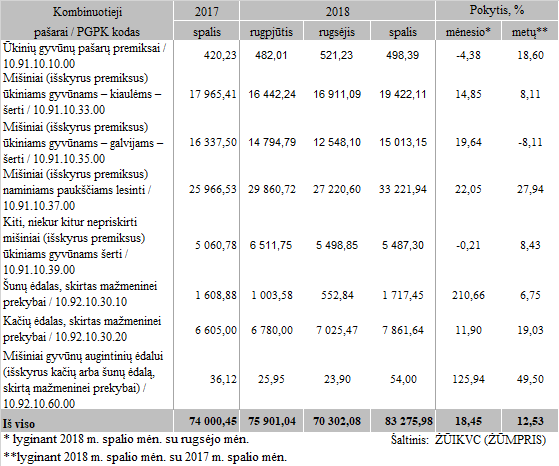 Kombinuotieji 2017 2018 Pokytis, %
pašarai / PGPK kodas spalis rugpjūtis rugsėjis spalis mėnesio* metų**
Ūkinių gyvūnų pašarų premiksai /
10.91.10.10.00 420,23 482,01 521,23 498,39 -4,38 18,60
Mišiniai (išskyrus premiksus)
ūkiniams gyvūnams – kiaulėms –
šerti / 10.91.10.33.00 17 965,41 16 442,24 16 911,09 19 422,11 14,85 8,11
Mišiniai (išskyrus premiksus)
ūkiniams gyvūnams – galvijams –
šerti / 10.91.10.35.00 16 337,50 14 794,79 12 548,10 15 013,15 19,64 -8,11
Mišiniai (išskyrus premiksus)
naminiams paukščiams lesinti /
10.91.10.37.00 25 966,53 29 860,72 27 220,60 33 221,94 22,05 27,94
Kiti, niekur kitur nepriskirti
mišiniai (išskyrus premiksus)
ūkiniams gyvūnams šerti /
10.91.10.39.00 5 060,78 6 511,75 5 498,85 5 487,30 -0,21 8,43
Šunų ėdalas, skirtas mažmeninei
prekybai / 10.92.10.30.10 1 608,88 1 003,58 552,84 1 717,45 210,66 6,75
Kačių ėdalas, skirtas mažmeninei
prekybai / 10.92.10.30.20 6 605,00 6 780,00 7 025,47 7 861,64 11,90 19,03
Mišiniai gyvūnų augintinių ėdalui
(išskyrus kačių arba šunų ėdalą,
skirtą mažmeninei prekybai) /
10.92.10.60.00 36,12 25,95 23,90 54,00 125,94 49,50
Iš viso 74 000,45 75 901,04 70 302,08 83 275,98 18,45 12,53
* lyginant 2018 m. spalio mėn. su rugsėjo mėn. Šaltinis: ŽŪIKVC (ŽŪMPRIS)
**lyginant 2018 m. spalio mėn. su 2017 m. spalio mėn.